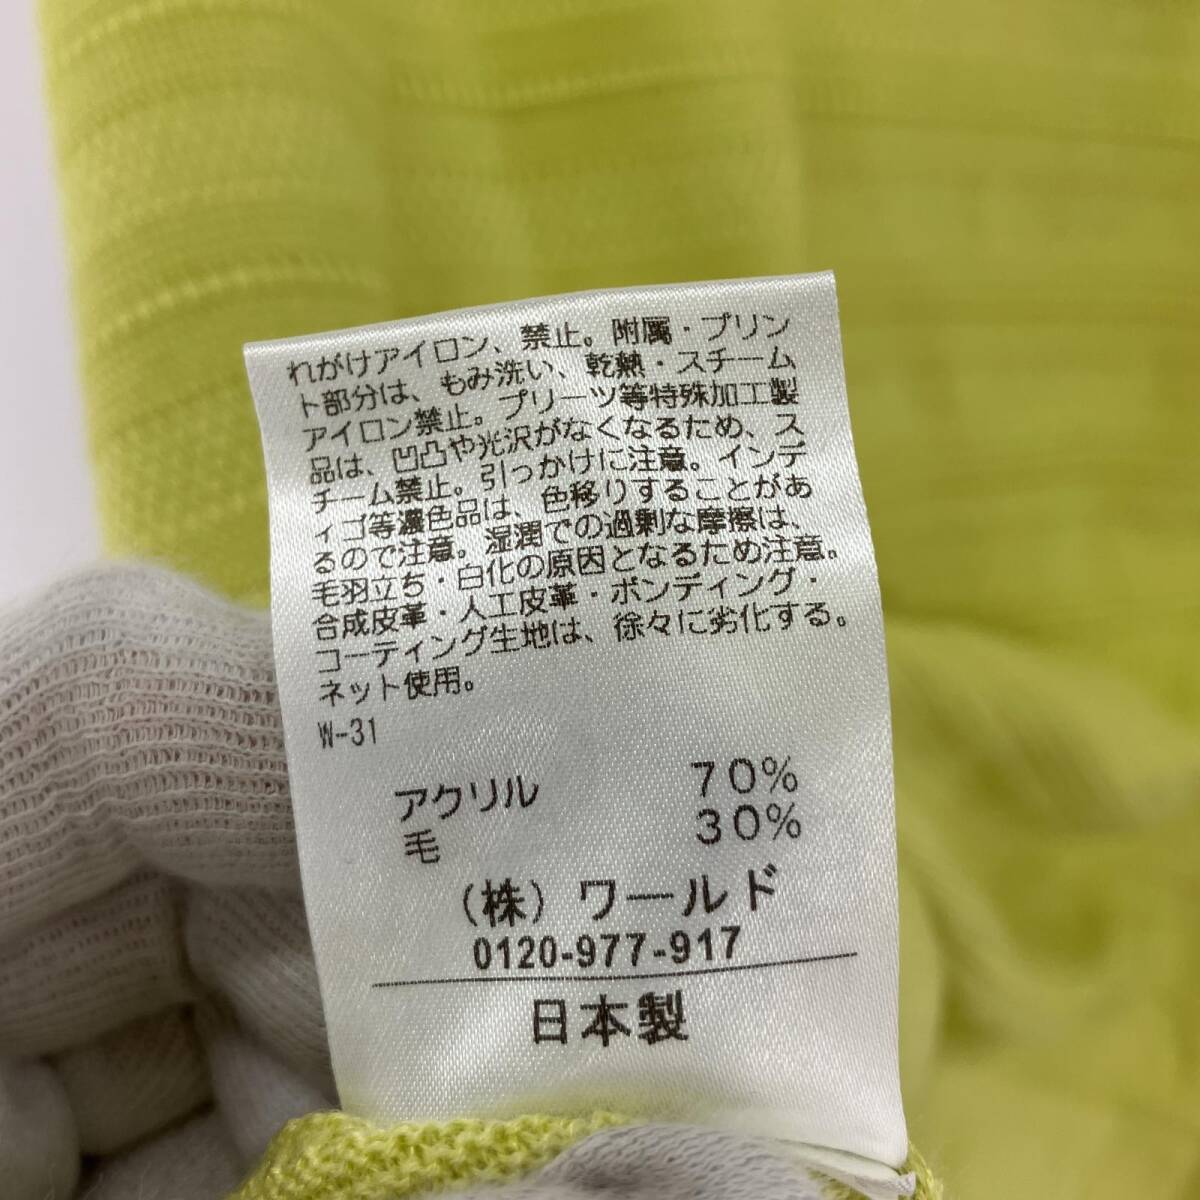 れがけアイロン、禁止。附属・プリン
ト部分は、もみ洗い、乾熱・スチーム
アイロン禁止。プリーツ等特殊加工製
品は、凹凸や光沢がなくなるため、ス
チーム禁止。引っかけに注意。インデ
ィゴ等濃色品は、色移りすることがあ
るので注意。湿潤での過剰な摩擦は、
毛羽立ち・白化の原因となるため注意。
合成皮革・人工皮革・ボンディング・
コーティング生地は、徐々に劣化する。
ネット使用。
W-31
アクリル 70%
毛 30%
(株) ワールド
0120-977-917
日本製